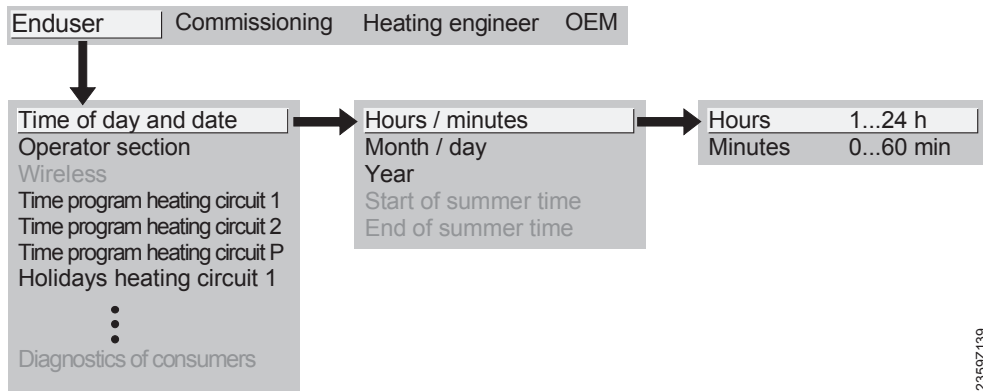 Enduser Commissioning Heating engineer OEM
Time of day and date
Operator section
Wireless
Time program heating circuit 1
Time program heating circuit 2
Time program heating circuit P
Holidays heating circuit 1
Diagnostics of consumers
Hours / minutes
Month / day
Year
Start of summer time
End of summer time
Hours 1...24 h
Minutes 0...60 min
23597139